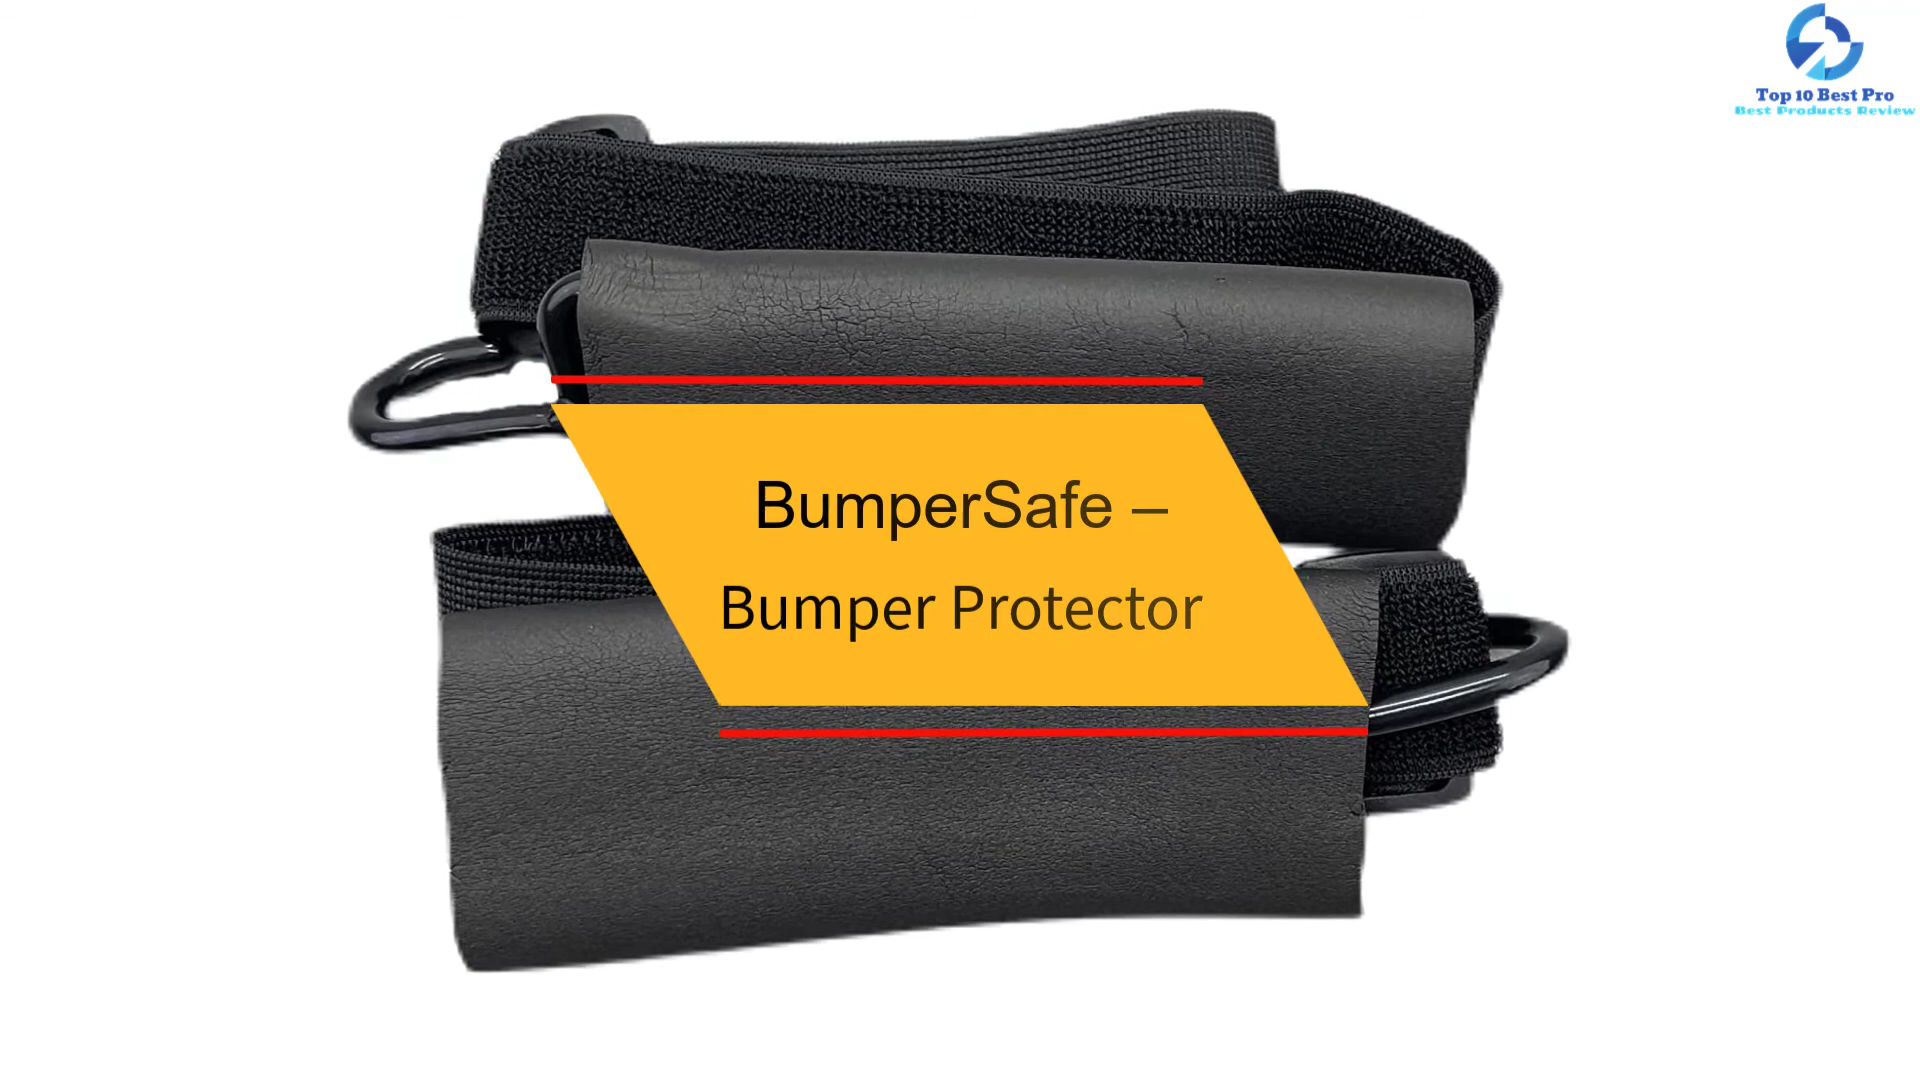 Top 10 Best Pro
Best Products Review
BumperSafe –
Bumper Protector